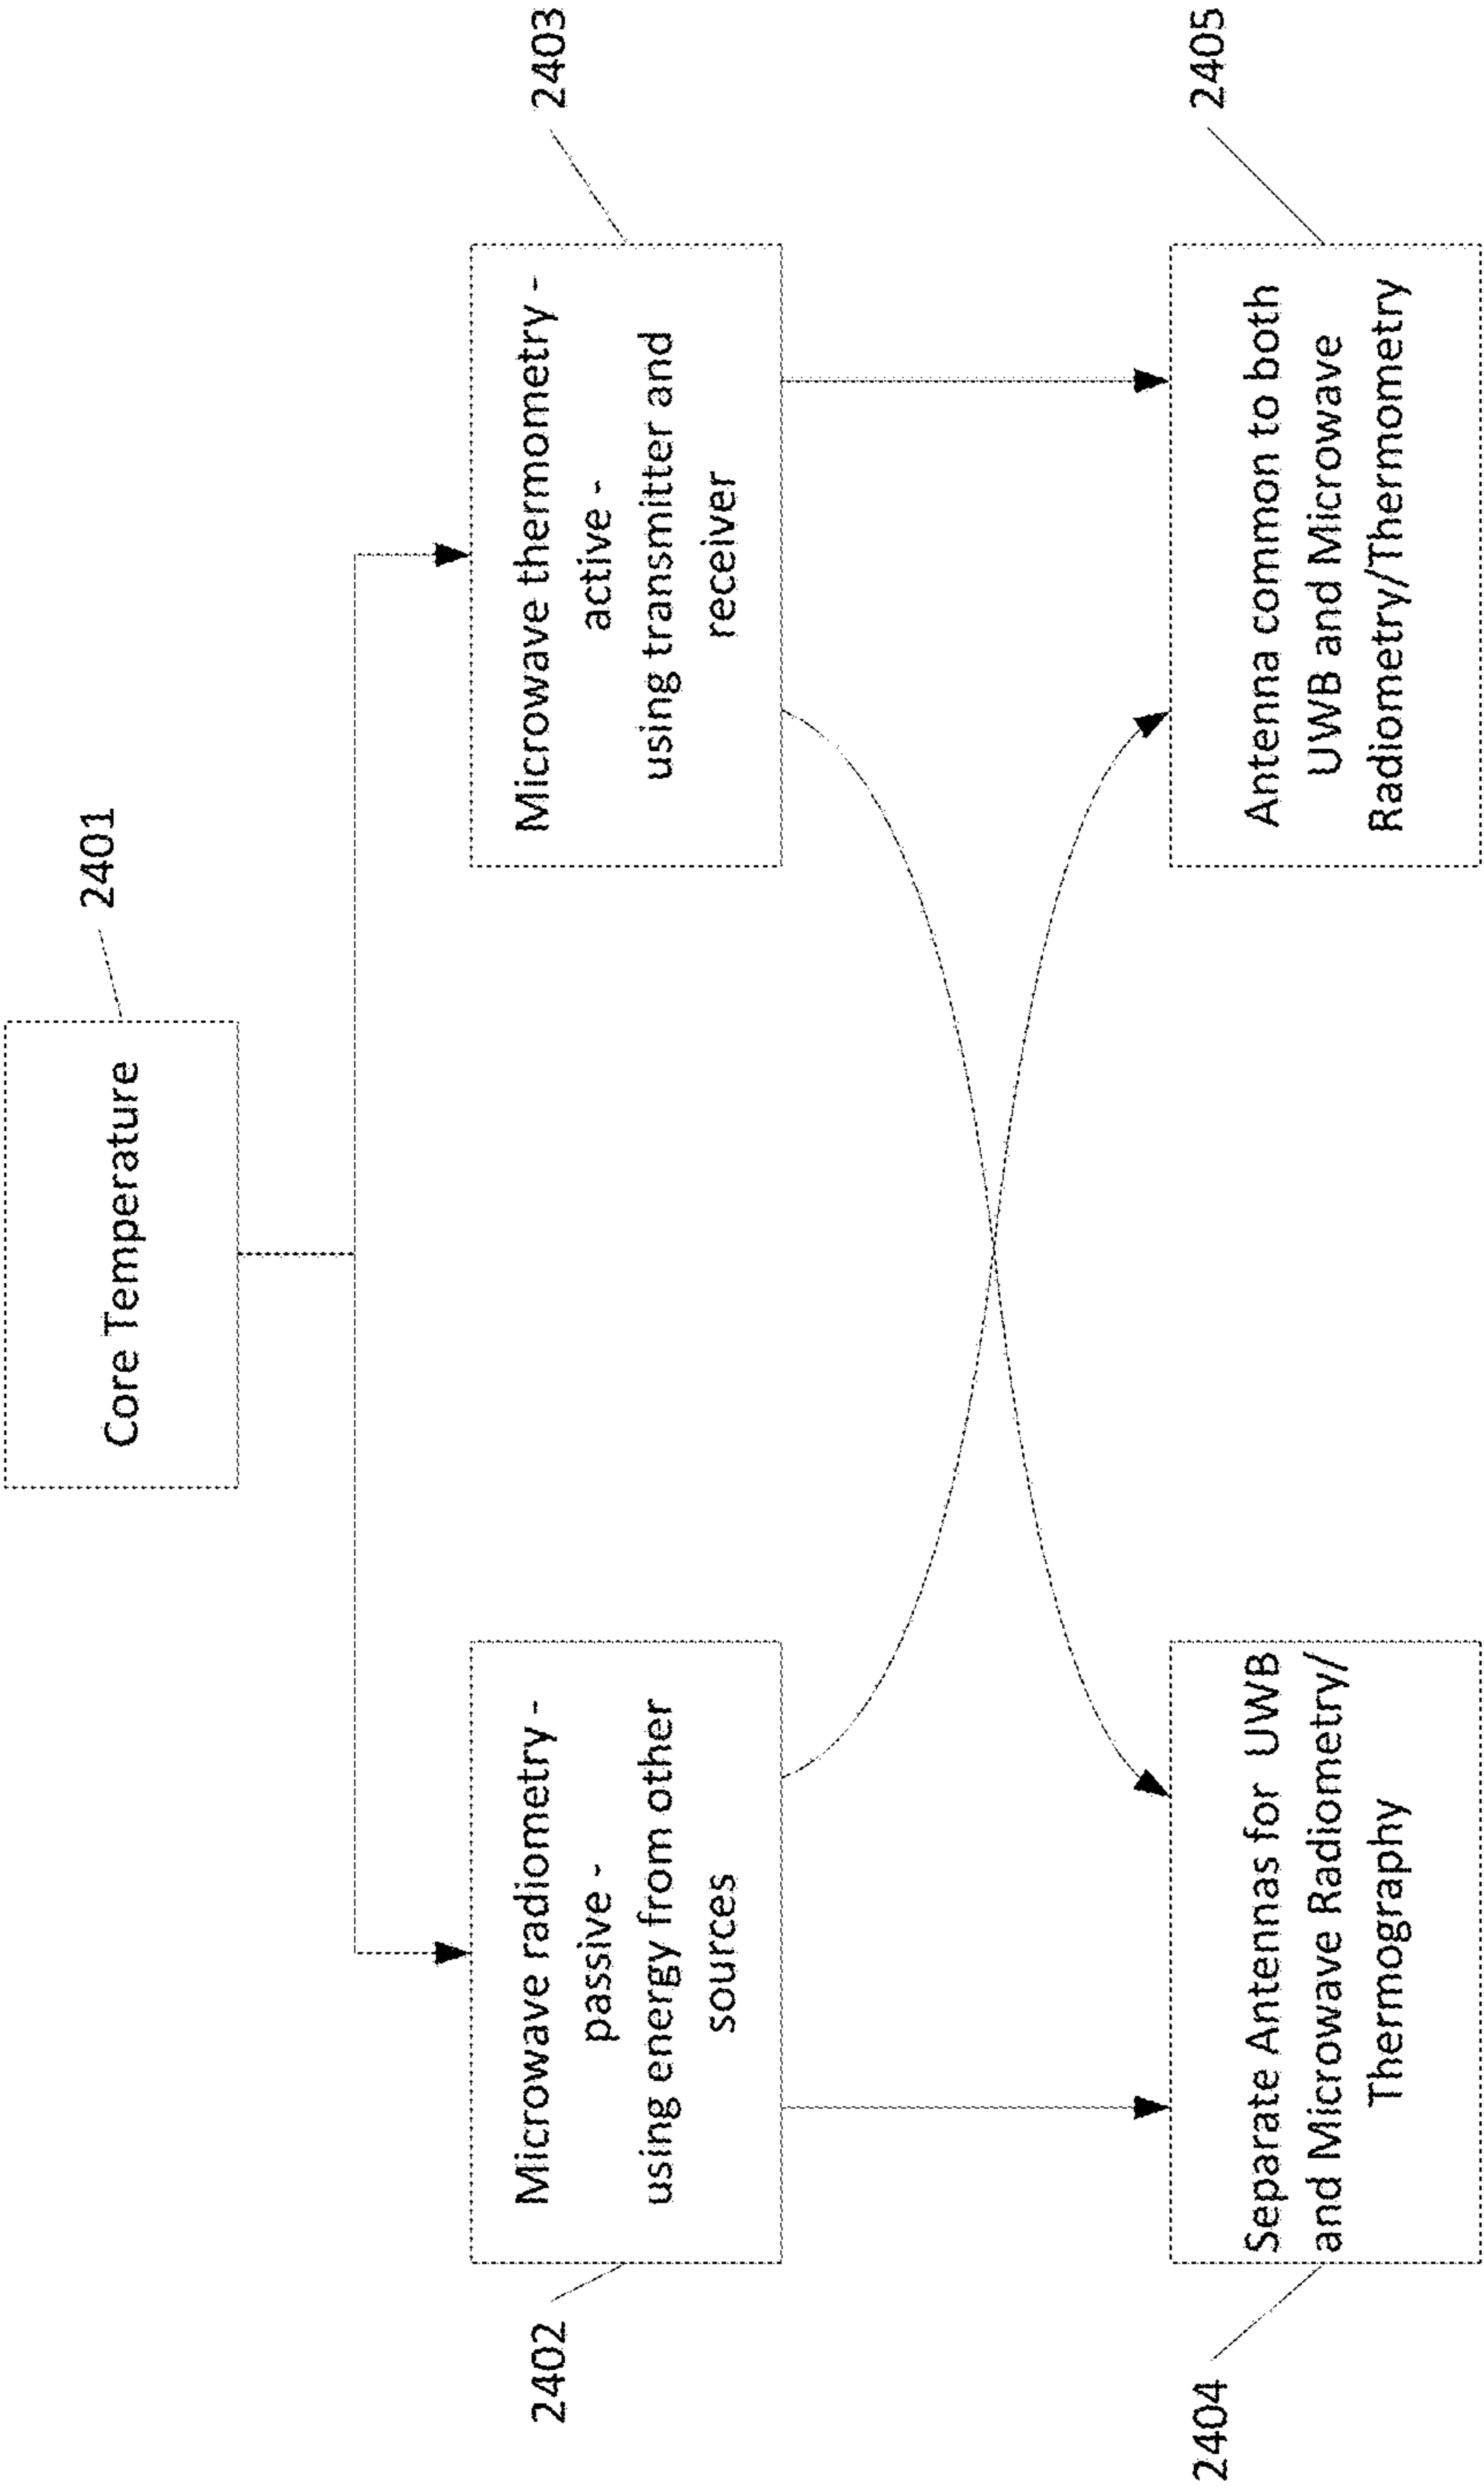 Core Temperature
2401
Microwave radiometry -
passive -
using energy from other
sources
2402
Microwave thermometry -
active -
using transmitter and
receiver
2403
Separate Antennas for UWB
and Microwave Radiometry/
Thermography
2404
Antenna common to both
UWB and Microwave
Radiometry/Thermometry
2405